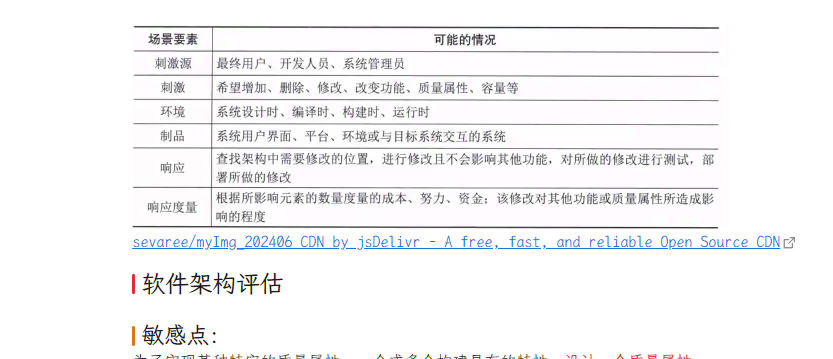 场景要素 可能的情况
刺激源 最终用户、开发人员、系统管理员
刺激 希望增加、删除、修改、改变功能、质量属性、容量等
环境 系统设计时、编译时、构建时、运行时
制品 系统用户界面、平台、环境或与目标系统交互的系统
响应 查找架构中需要修改的位置，进行修改且不会影响其他功能，对所做的修改进行测试，部
署所做的修改
响应度量 根据所影响元素的数量度量的成本、努力、资金；该修改对其他功能或质量属性所造成影
响的程度
sevaree/myImg_202406 CDN by jsDelivr - A free, fast, and reliable Open Source CDN
软件架构评估
敏感点：